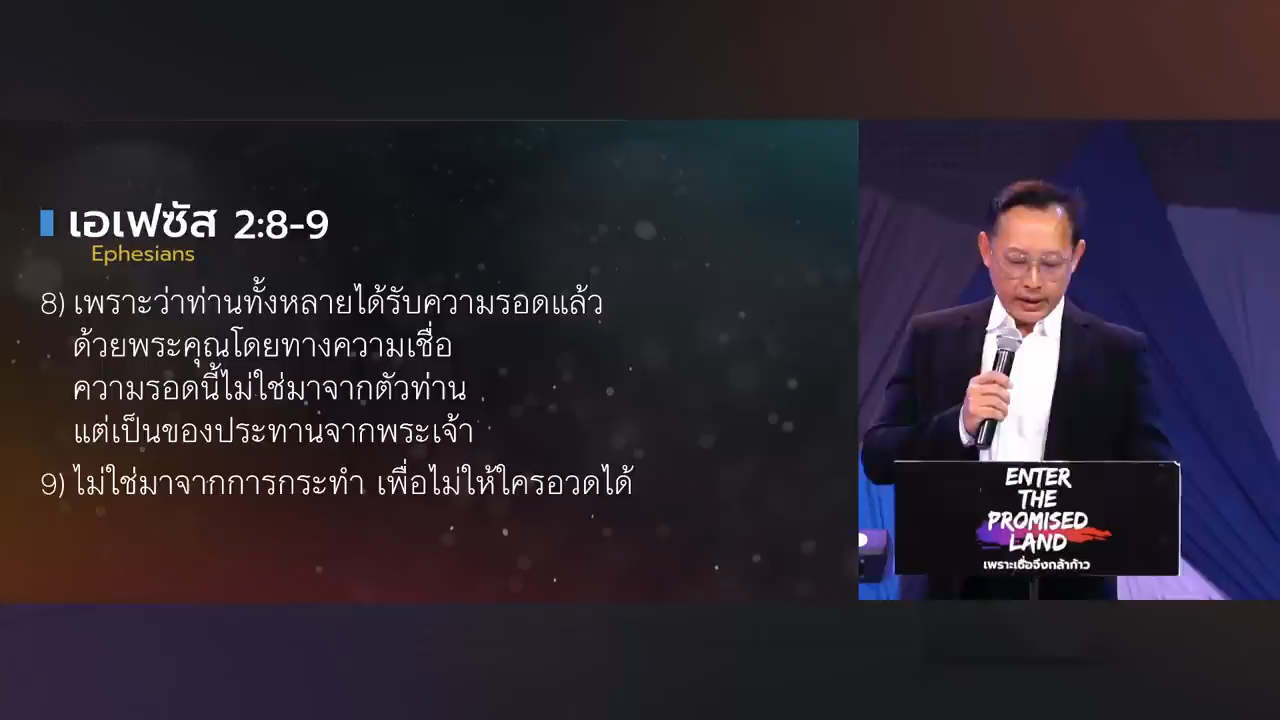 เอเฟซัส 2:8-9
Ephesians
8) เพราะว่าท่านทั้งหลายได้รับความรอดแล้ว
ด้วยพระคุณโดยทางความเชื่อ
ความรอดนี้ไม่ใช่มาจากตัวท่าน
แต่เป็นของประทานจากพระเจ้า
9) ไม่ใช่มาจากการกระทำ เพื่อไม่ให้ใครอวดได้
ENTER
THE
PROMISED
LAND
เพราะเชื่อจึงกล้าก้าว